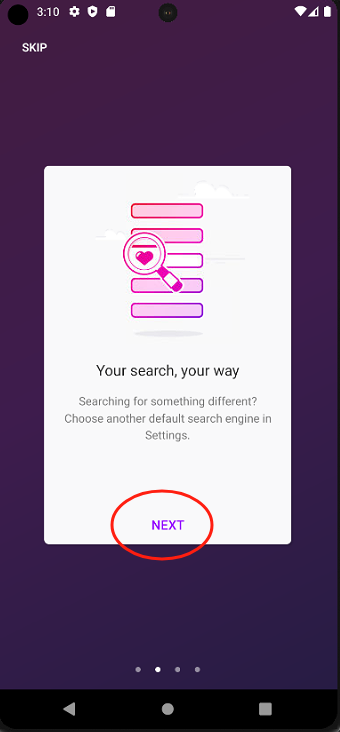 3:10
SKIP
Your search, your way
Searching for something different?
Choose another default search engine in
Settings.
NEXT